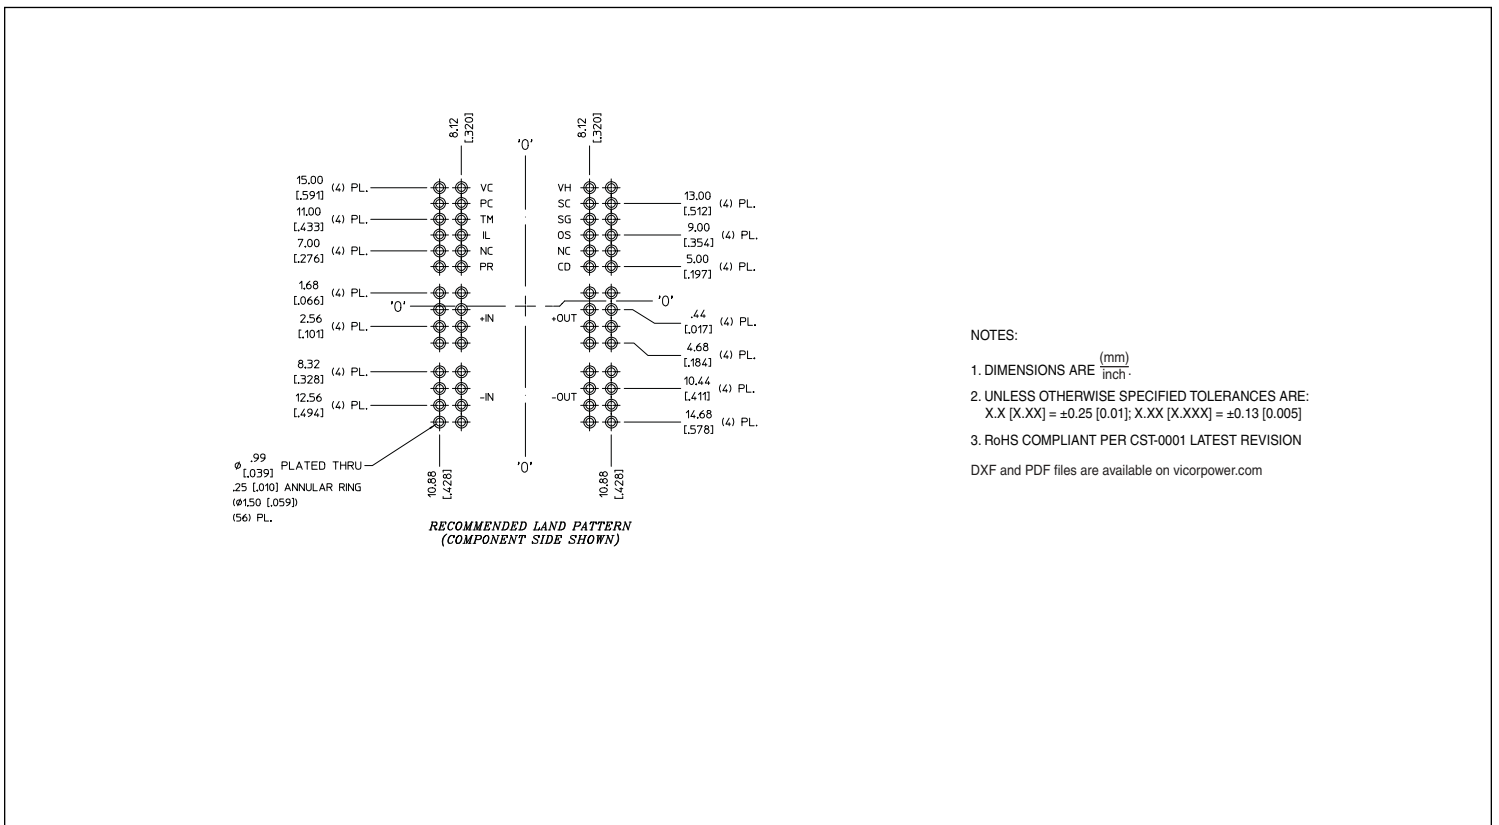 8.12
[.320]
8.12
[.320]
'0'
15.00
[.591] (4) PL.
11.00
[.433] (4) PL.
7.00
[.276] (4) PL.
1.68
[.066] (4) PL.
2.56
[.101] (4) PL.
8.32
[.328] (4) PL.
12.56
[.494] (4) PL.
VC
PC
TM
IL
NC
PR
'0'
+IN
-IN
VH
SC
SG
OS
NC
CD
'0'
+OUT
-OUT
13.00
[.512] (4) PL.
9.00
[.354] (4) PL.
5.00
[.197] (4) PL.
.44
[.017] (4) PL.
4.68
[.184] (4) PL.
10.44
[.411] (4) PL.
14.68
[.578] (4) PL.
ø .99
[.039] PLATED THRU
.25 [.010] ANNULAR RING
(ø1.50 [.059])
(56) PL.
10.88
[.428]
'0'
10.88
[.428]
RECOMMENDED LAND PATTERN
(COMPONENT SIDE SHOWN)
NOTES:
1. DIMENSIONS ARE (mm)
inch.
2. UNLESS OTHERWISE SPECIFIED TOLERANCES ARE:
X.X [X.XX] = ±0.25 [0.01]; X.XX [X.XXX] = ±0.13 [0.005]
3. RoHS COMPLIANT PER CST-0001 LATEST REVISION
DXF and PDF files are available on vicorpower.com